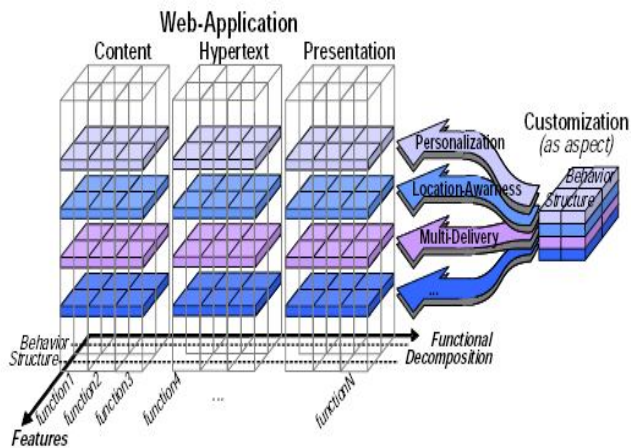 Web-Application
Content
Hypertext
Presentation
Customization
(as aspect)
Personalization
Location-Awarness
Multi-Delivery
...
Behavior
Structure
Behavior
Structure
Functional
Decomposition
function1
function2
function3
function4
...
functionN
Features